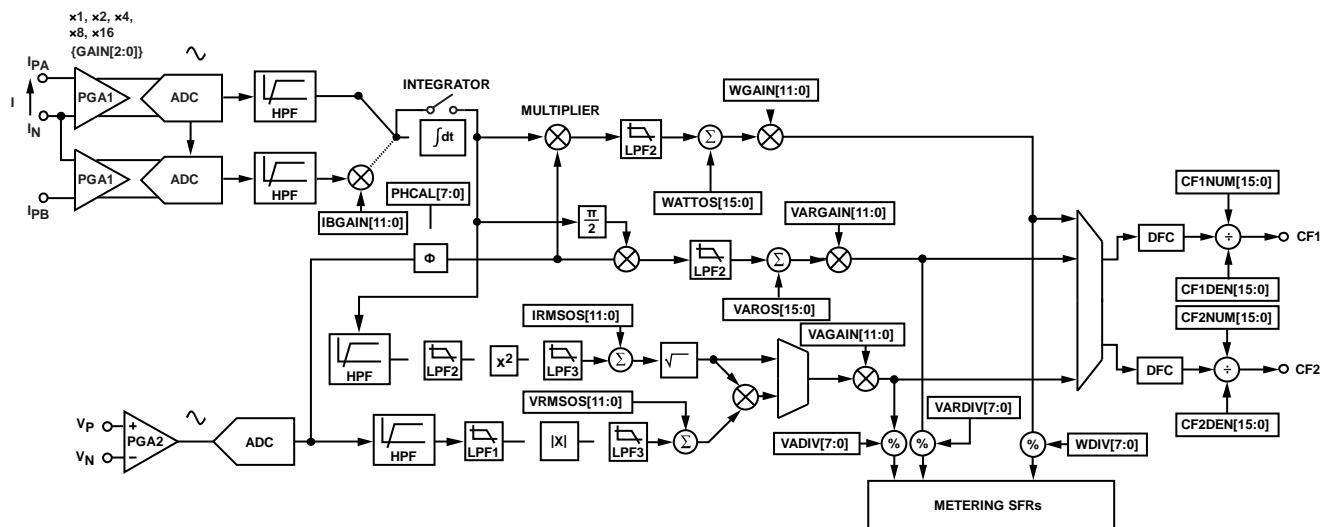 ×1, ×2, ×4,
×8, ×16
{GAIN[2:0]}
IPA
I
IN
IPB
PGA1
ADC
HPF
PGA1
ADC
HPF
IBGAIN[11:0]
INTEGRATOR
∫dt
MULTIPLIER
LPF2
Σ
WGAIN[11:0]
WATTOS[15:0]
PHCAL[7:0]
π
2
Φ
LPF2
Σ
VARGAIN[11:0]
VAROS[15:0]
CF1NUM[15:0]
DFC
÷
CF1
CF1DEN[15:0]
CF2NUM[15:0]
DFC
÷
CF2
CF2DEN[15:0]
HPF
LPF2
X2
LPF3
IRMSOS[11:0]
Σ
√
VAGAIN[11:0]
VP
VN
+
−
PGA2
ADC
HPF
LPF1
|X|
LPF3
VRMSOS[11:0]
Σ
VADIV[7:0]
%
%
VARDIV[7:0]
%
WDIV[7:0]
METERING SFRs